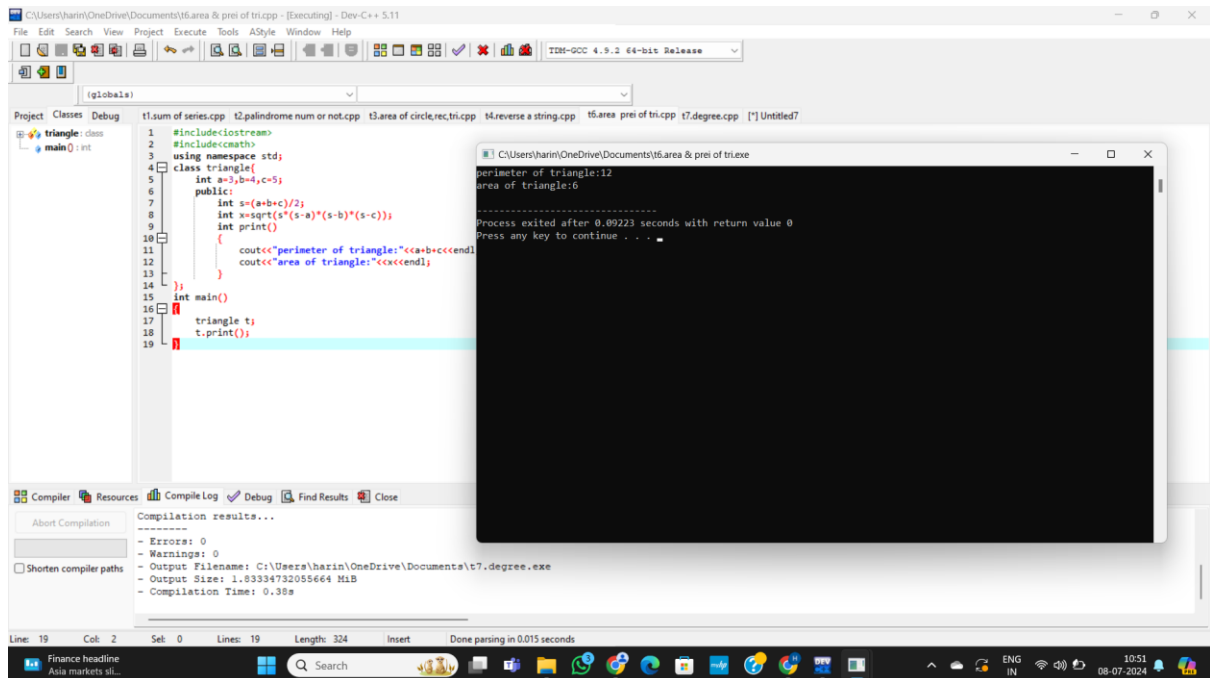 C:\Users\harin\OneDrive\Documents\t6.area & prei of tri.cpp - [Executing] - Dev-C++ 5.11
File Edit Search View Project Execute Tools AStyle Window Help
TDM-GCC 4.9.2 64-bit Release
(globals)
Project Classes Debug
t1.sum of series.cpp t2.palindrome num or not.cpp t3.area of circle,rec,tri.cpp t4.reverse a string.cpp t6.area prei of tri.cpp t7.degree.cpp [*] Untitled7
triangle : class
main () : int
1 #include<iostream>
2 #include<cmath>
3 using namespace std;
4 class triangle{
5 int a=3,b=4,c=5;
6 public:
7 int s=(a+b+c)/2;
8 int x=sqrt(s*(s-a)*(s-b)*(s-c));
9 int print()
10 {
11 cout<<"perimeter of triangle:"<<a+b+c<<endl
12 cout<<"area of triangle:"<<x<<endl;
13 }
14 };
15 int main()
16 {
17 triangle t;
18 t.print();
19 }
C:\Users\harin\OneDrive\Documents\t6.area & prei of tri.exe
perimeter of triangle:12
area of triangle:6
--------------------------------
Process exited after 0.09223 seconds with return value 0
Press any key to continue . . .
Compiler Resources Compile Log Debug Find Results Close
Abort Compilation
Shorten compiler paths
Compilation results...
--------
- Errors: 0
- Warnings: 0
- Output Filename: C:\Users\harin\OneDrive\Documents\t7.degree.exe
- Output Size: 1.83334732055664 MiB
- Compilation Time: 0.38s
Line: 19 Col: 2 Sel: 0 Lines: 19 Length: 324 Insert Done parsing in 0.015 seconds
Finance headline
Asia markets sli...
Search
DEV
ENG
IN
10:51
08-07-2024